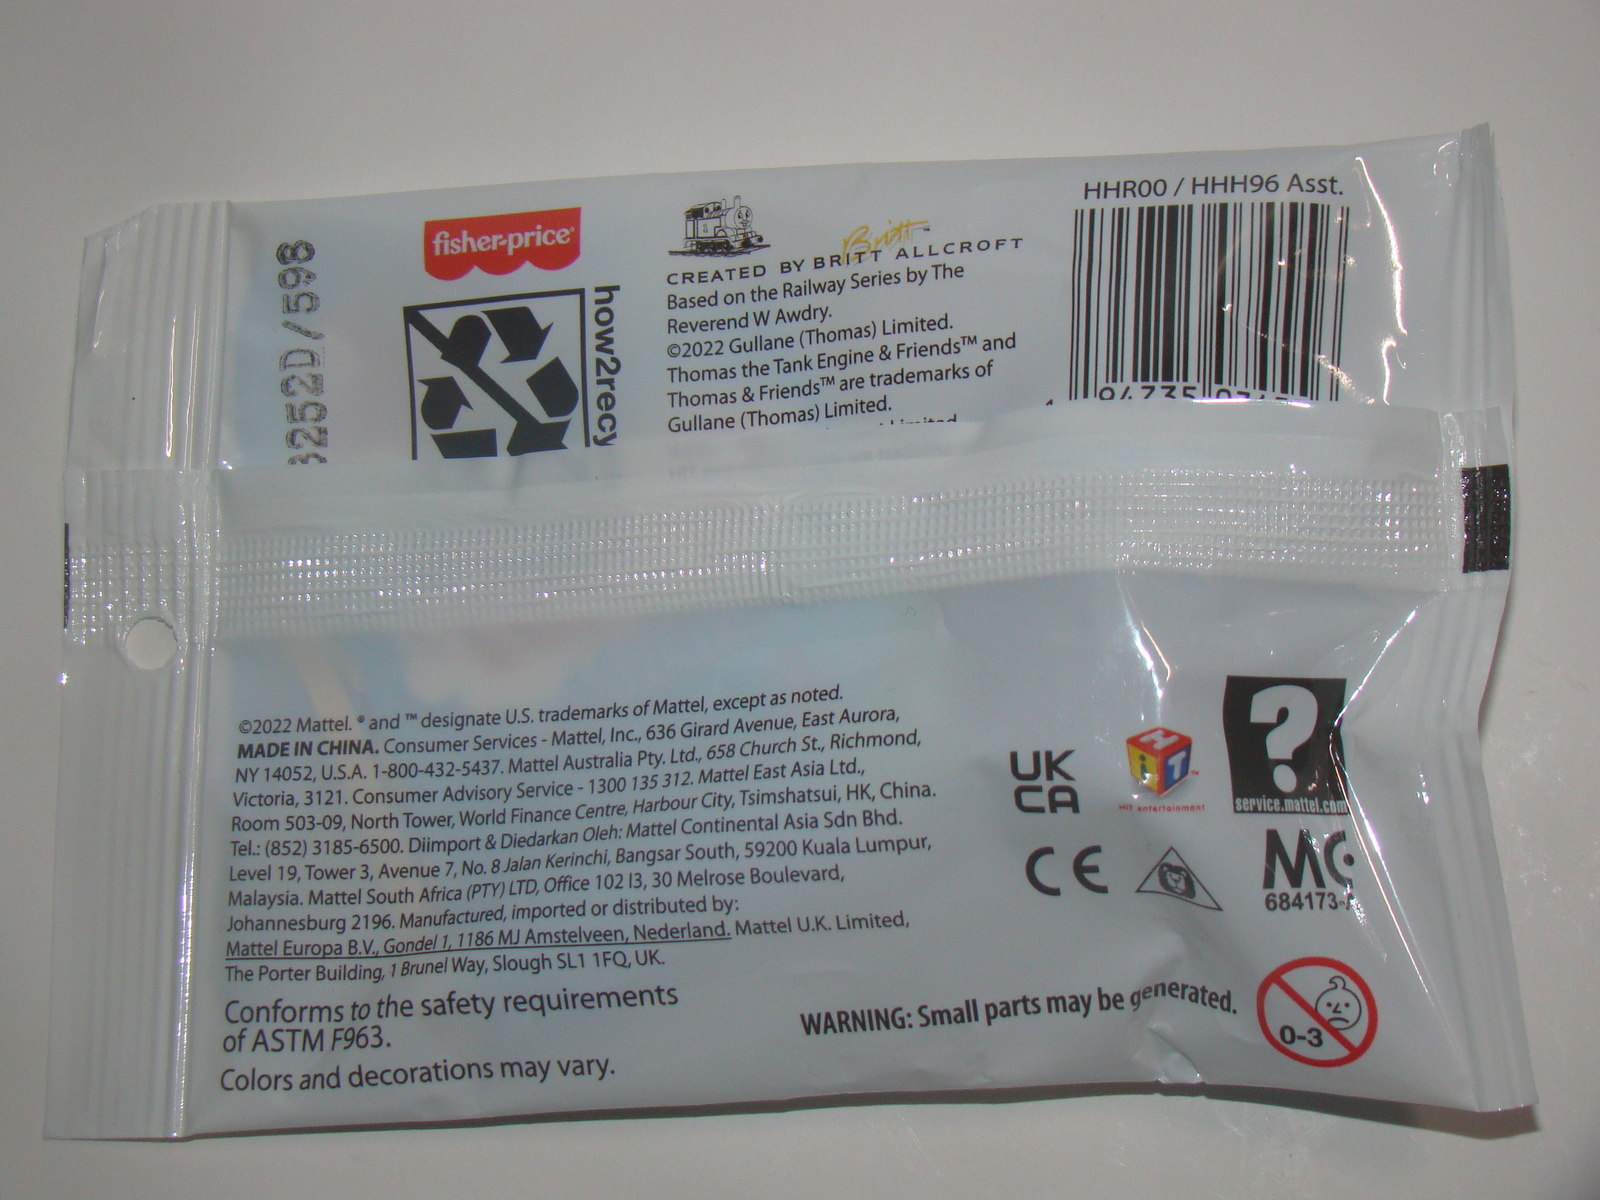 HHR00 / HHH96 Asst.
fisher-price®
252D/598
how2recy
Britt™
CREATED BY BRITT ALLCROFT
Based on the Railway Series by The
Reverend W Awdry.
©2022 Gullane (Thomas) Limited.
Thomas the Tank Engine & Friends™ and
Thomas & Friends™ are trademarks of
Gullane (Thomas) Limited.
Limited
94735
©2022 Mattel. ® and ™ designate U.S. trademarks of Mattel, except as noted.
MADE IN CHINA. Consumer Services - Mattel, Inc., 636 Girard Avenue, East Aurora,
NY 14052, U.S.A. 1-800-432-5437. Mattel Australia Pty. Ltd., 658 Church St., Richmond,
Victoria, 3121. Consumer Advisory Service - 1300 135 312. Mattel East Asia Ltd.,
Room 503-09, North Tower, World Finance Centre, Harbour City, Tsimshatsui, HK, China.
Tel.: (852) 3185-6500. Diimport & Diedarkan Oleh: Mattel Continental Asia Sdn Bhd.
Level 19, Tower 3, Avenue 7, No. 8 Jalan Kerinchi, Bangsar South, 59200 Kuala Lumpur,
Malaysia. Mattel South Africa (PTY) LTD, Office 102 I3, 30 Melrose Boulevard,
Johannesburg 2196. Manufactured, imported or distributed by:
Mattel Europa B.V., Gondel 1, 1186 MJ Amstelveen, Nederland. Mattel U.K. Limited,
The Porter Building, 1 Brunel Way, Slough SL1 1FQ, UK.
Conforms to the safety requirements
of ASTM F963.
Colors and decorations may vary.
UK
CA
HiT™
HIT entertainment
?
service.mattel.com
CE
684173-
WARNING: Small parts may be generated.
0-3